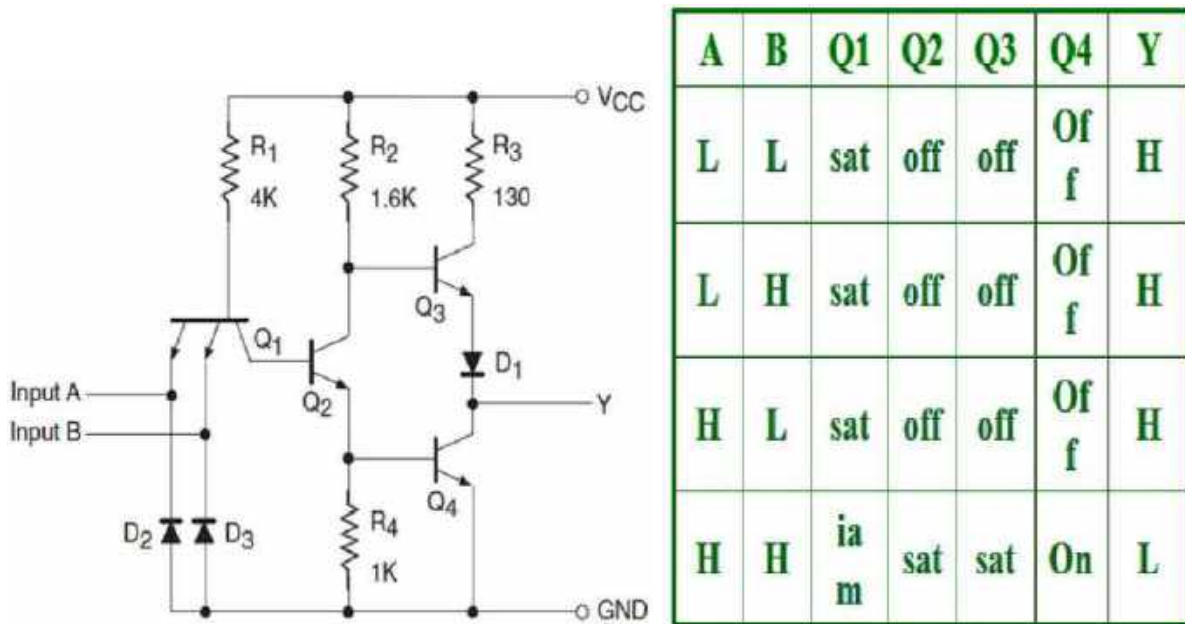 VCC
R1
4K
R2
1.6K
R3
130
Q3
Q1
D1
Input A
Q2
Y
Input B
Q4
D2
D3
R4
1K
GND
A B Q1 Q2 Q3 Q4 Y
L L sat off off Of
f H
L H sat off off Of
f H
H L sat off off Of
f H
H H ia
m sat sat On L